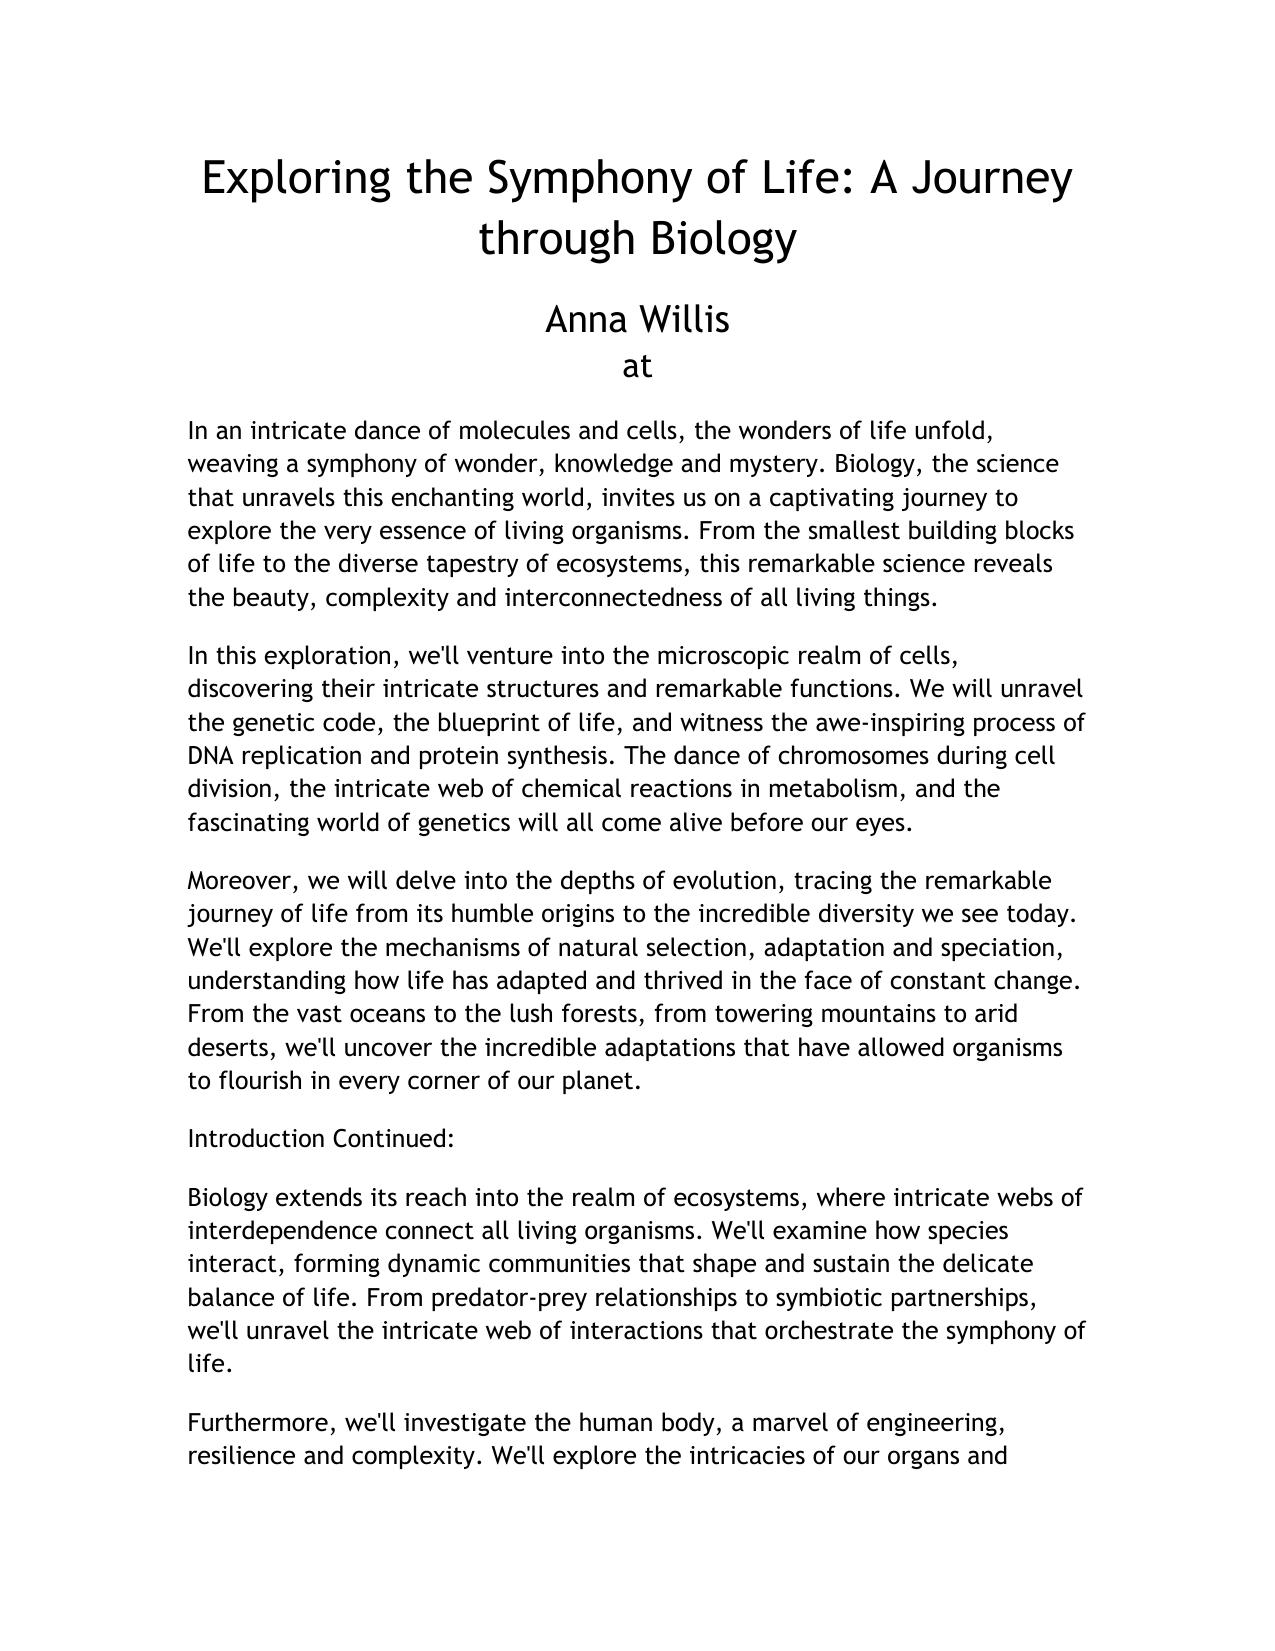 Exploring the Symphony of Life: A Journey
through Biology
Anna Willis
at
In an intricate dance of molecules and cells, the wonders of life unfold,
weaving a symphony of wonder, knowledge and mystery. Biology, the science
that unravels this enchanting world, invites us on a captivating journey to
explore the very essence of living organisms. From the smallest building blocks
of life to the diverse tapestry of ecosystems, this remarkable science reveals
the beauty, complexity and interconnectedness of all living things.
In this exploration, we'll venture into the microscopic realm of cells,
discovering their intricate structures and remarkable functions. We will unravel
the genetic code, the blueprint of life, and witness the awe-inspiring process of
DNA replication and protein synthesis. The dance of chromosomes during cell
division, the intricate web of chemical reactions in metabolism, and the
fascinating world of genetics will all come alive before our eyes.
Moreover, we will delve into the depths of evolution, tracing the remarkable
journey of life from its humble origins to the incredible diversity we see today.
We'll explore the mechanisms of natural selection, adaptation and speciation,
understanding how life has adapted and thrived in the face of constant change.
From the vast oceans to the lush forests, from towering mountains to arid
deserts, we'll uncover the incredible adaptations that have allowed organisms
to flourish in every corner of our planet.
Introduction Continued:
Biology extends its reach into the realm of ecosystems, where intricate webs of
interdependence connect all living organisms. We'll examine how species
interact, forming dynamic communities that shape and sustain the delicate
balance of life. From predator-prey relationships to symbiotic partnerships,
we'll unravel the intricate web of interactions that orchestrate the symphony of
life.
Furthermore, we'll investigate the human body, a marvel of engineering,
resilience and complexity. We'll explore the intricacies of our organs and